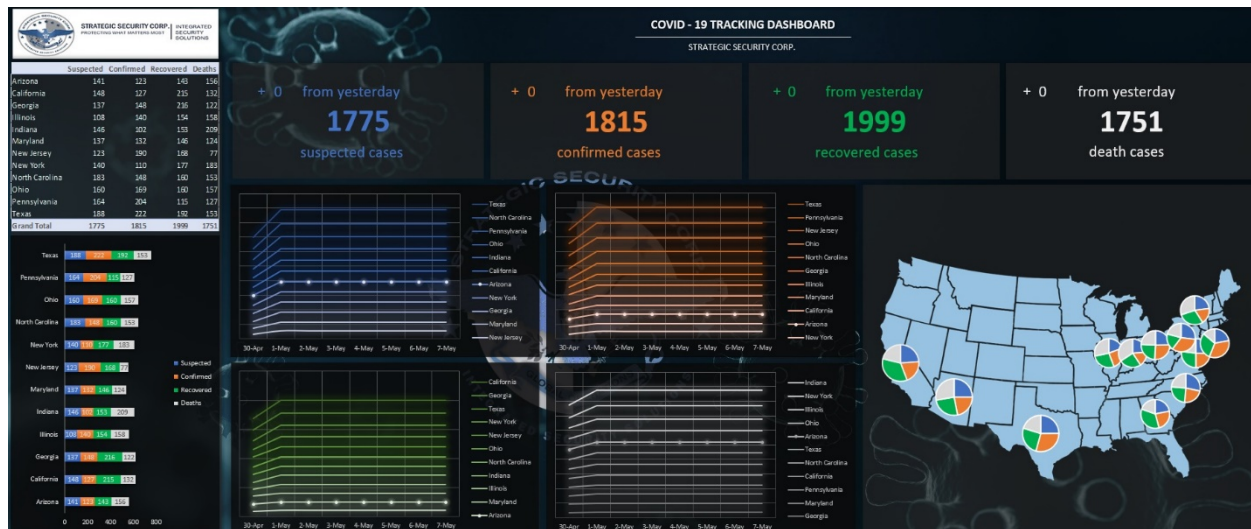 STRATEGIC SECURITY CORP.
PROTECTING WHAT MATTERS MOST
INTEGRATED
SECURITY
SOLUTIONS
COVID - 19 TRACKING DASHBOARD
STRATEGIC SECURITY CORP.
Suspected Confirmed Recovered Deaths
Arizona 141 123 143 156
California 148 127 215 132
Georgia 137 148 216 122
Illinois 108 140 154 158
Indiana 146 102 153 209
Maryland 137 132 146 124
New Jersey 123 190 168 77
New York 140 110 177 183
North Carolina 183 148 160 153
Ohio 160 169 160 157
Pennsylvania 164 204 115 127
Texas 188 222 192 153
Grand Total 1775 1815 1999 1751
+ 0 from yesterday
1775
suspected cases
+ 0 from yesterday
1815
confirmed cases
+ 0 from yesterday
1999
recovered cases
+ 0 from yesterday
1751
death cases
Texas 188 222 192 153
Pennsylvania 164 204 115 127
Ohio 160 169 160 157
North Carolina 183 148 160 153
New York 140 110 177 183
New Jersey 123 190 168 77
Maryland 137 132 146 124
Indiana 146 102 153 209
Illinois 108 140 154 158
Georgia 137 148 216 122
California 148 127 215 132
Arizona 141 123 143 156
0 200 400 600 800
Suspected
Confirmed
Recovered
Deaths
Texas
North Carolina
Pennsylvania
Ohio
Indiana
California
Arizona
New York
Georgia
Maryland
New Jersey
30-Apr 1-May 2-May 3-May 4-May 5-May 6-May 7-May
Texas
Pennsylvania
New Jersey
Ohio
North Carolina
Georgia
Illinois
Maryland
California
Arizona
New York
30-Apr 1-May 2-May 3-May 4-May 5-May 6-May 7-May
California
Georgia
Texas
New York
New Jersey
Ohio
North Carolina
Indiana
Illinois
Maryland
Arizona
30-Apr 1-May 2-May 3-May 4-May 5-May 6-May 7-May
Indiana
New York
Illinois
Ohio
Arizona
Texas
North Carolina
California
Pennsylvania
Maryland
Georgia
30-Apr 1-May 2-May 3-May 4-May 5-May 6-May 7-May